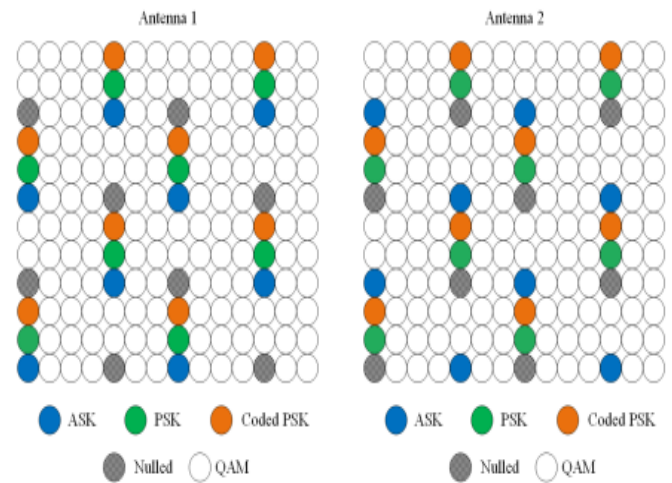 Antenna 1
Antenna 2
ASK PSK Coded PSK
Nulled QAM
ASK PSK Coded PSK
Nulled QAM